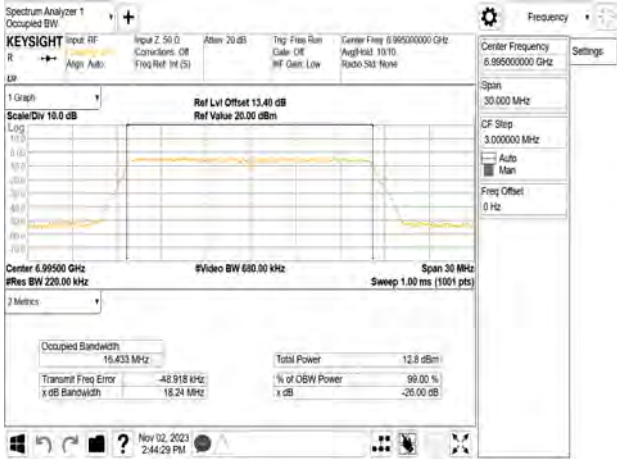 Spectrum Analyzer 1
Occupied BW
+
Frequency
KEYSIGHT
Input: RF
Align: Auto
Input Z: 50 Ω
Corrections: Off
Freq Ref: Int (S)
Atten: 20 dB
Trig: Free Run
Gate: Off
#IF Gain: Low
Center Freq: 6.995000000 GHz
Avg|Hold: 10/10
Radio Std: None
R
Center Frequency
6.995000000 GHz
Settings
Span
30.000 MHz
CF Step
3.000000 MHz
Auto
Man
Freq Offset
0 Hz
1 Graph
Scale/Div 10.0 dB
Ref Lvl Offset 13.40 dB
Ref Value 20.00 dBm
Log
10.0
0.00
Center 6.99500 GHz
#Res BW 220.00 kHz
#Video BW 680.00 kHz
Span 30 MHz
Sweep 1.00 ms (1001 pts)
2 Metrics
Occupied Bandwidth
16.433 MHz
Transmit Freq Error -48.918 kHz
x dB Bandwidth 18.24 MHz
Total Power 12.8 dBm
% of OBW Power 99.00 %
x dB -26.00 dB
?
Nov 02, 2023
2:44:29 PM